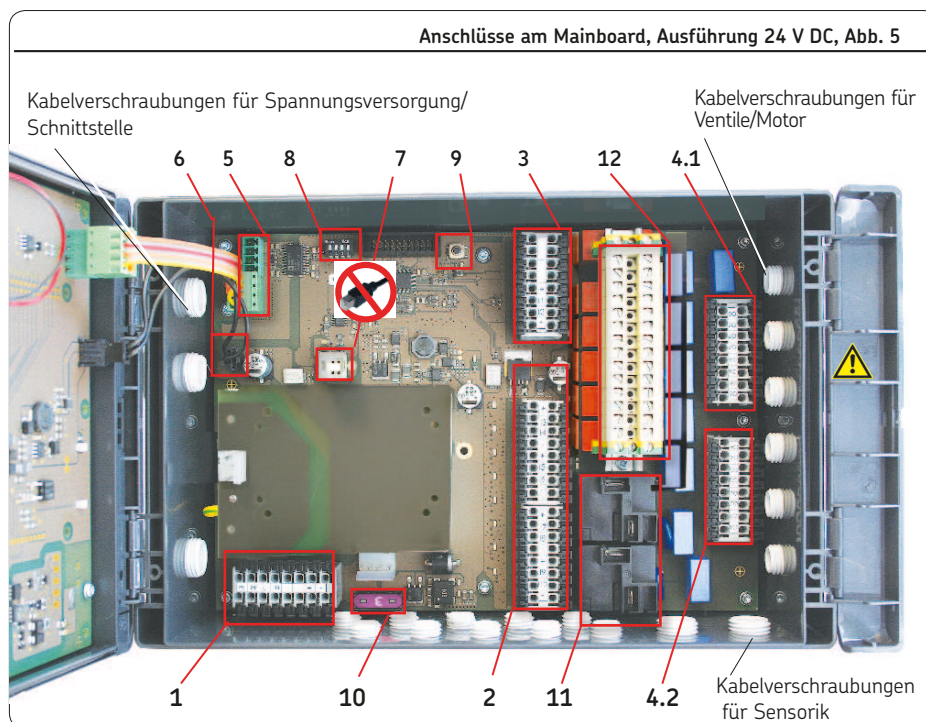 Anschlüsse am Mainboard, Ausführung 24 V DC, Abb. 5
Kabelverschraubungen für Spannungsversorgung/
Schnittstelle
Kabelverschraubungen für
Ventile/Motor
6 5 8 7 9 3 12 4.1
1 10 2 11 4.2
Kabelverschraubungen
für Sensorik